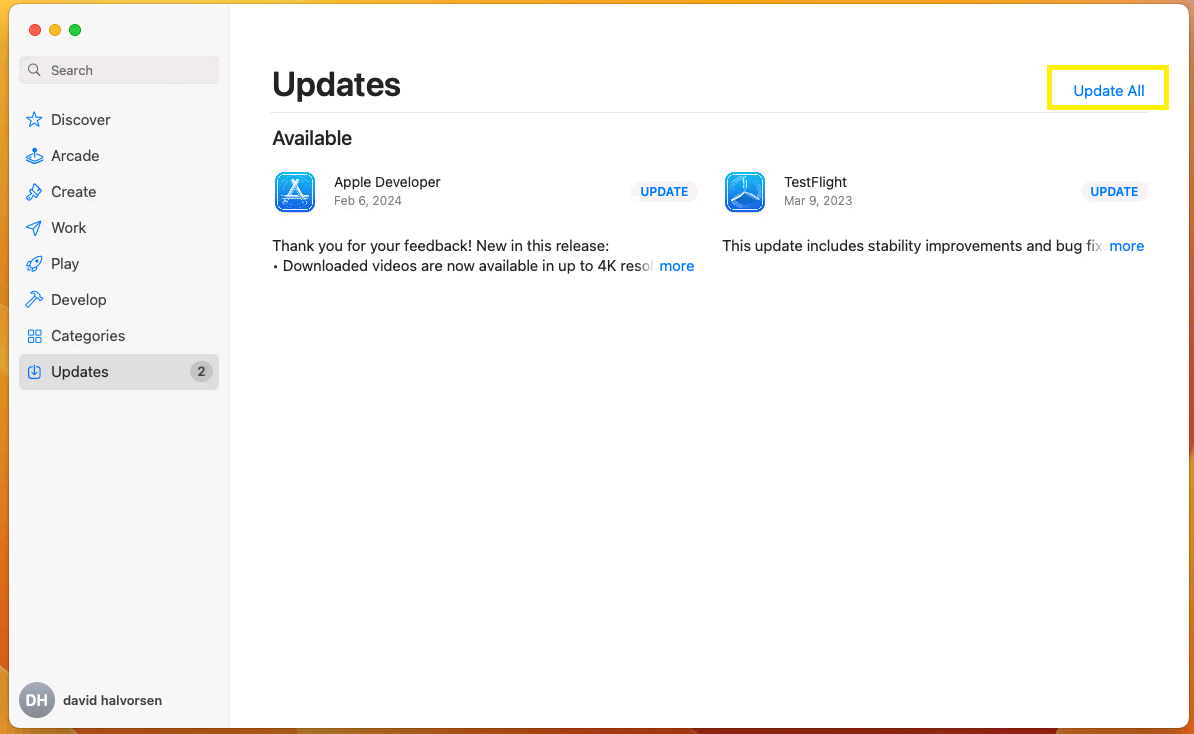 Search
Discover
Arcade
Create
Work
Play
Develop
Categories
Updates 2
DH david halvorsen
Updates
Update All
Available
Apple Developer
Feb 6, 2024
UPDATE
Thank you for your feedback! New in this release:
• Downloaded videos are now available in up to 4K resol more
TestFlight
Mar 9, 2023
UPDATE
This update includes stability improvements and bug fix more